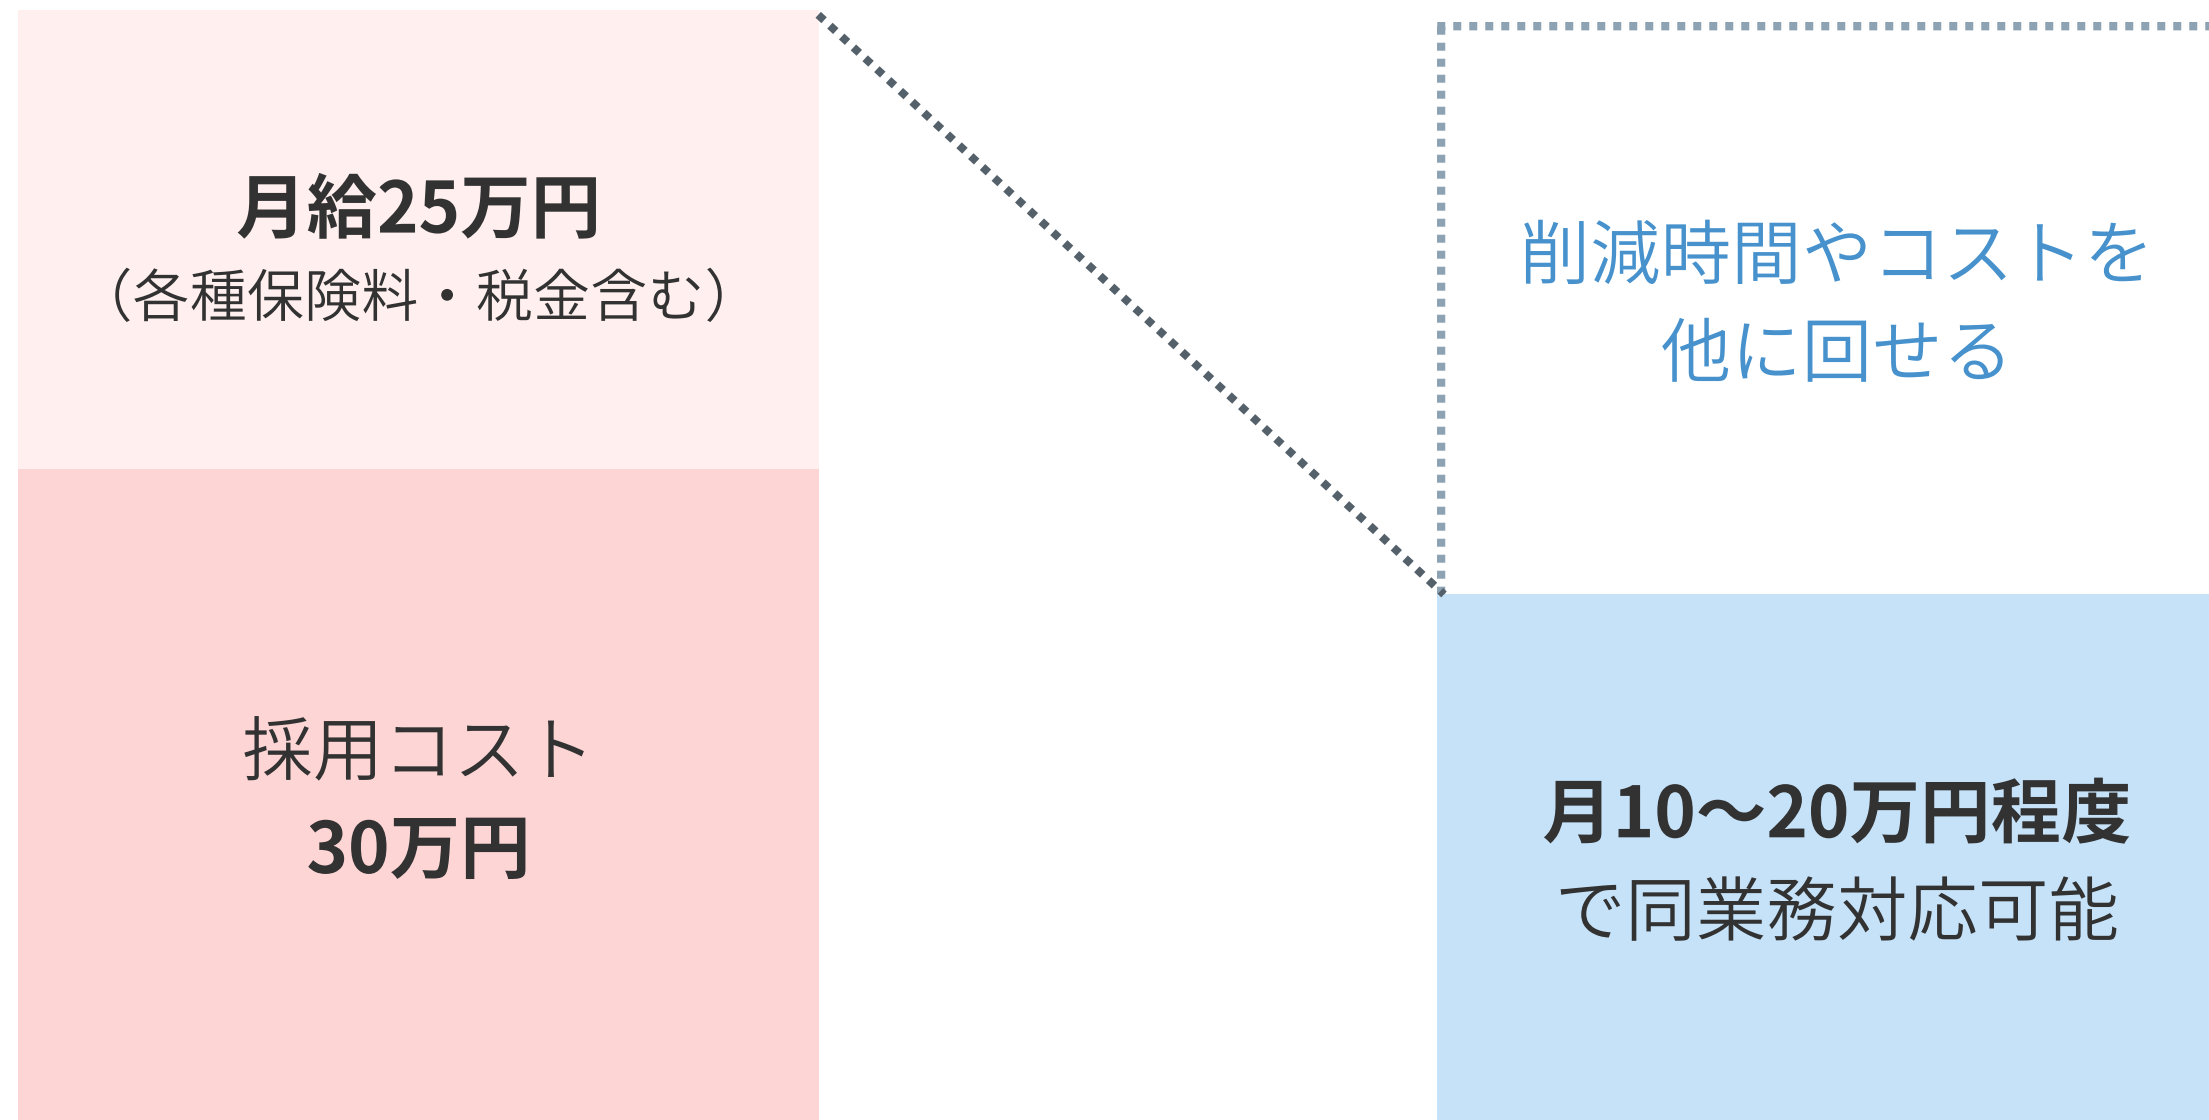 月給25万円
（各種保険料・税金含む）
採用コスト
30万円
削減時間やコストを
他に回せる
月10〜20万円程度
で同業務対応可能